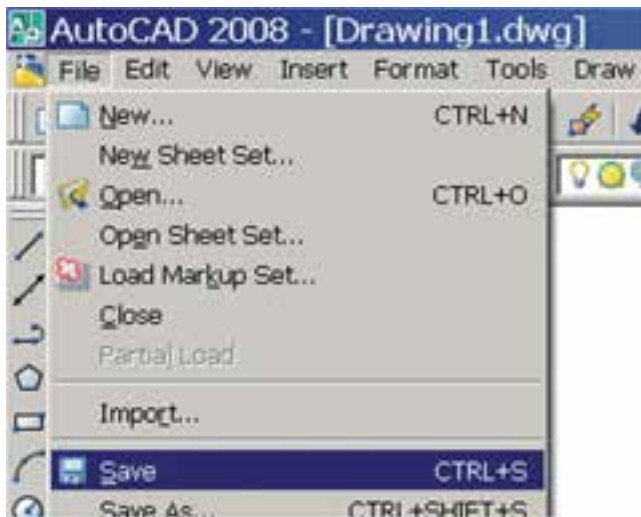 AutoCAD 2008 - [Drawing1.dwg]
File Edit View Insert Format Tools Draw
New... CTRL+N
New Sheet Set...
Open... CTRL+O
Open Sheet Set...
Load Markup Set...
Close
Partial Load
Import...
Save CTRL+S
Save As... CTRL+SHIFT+S